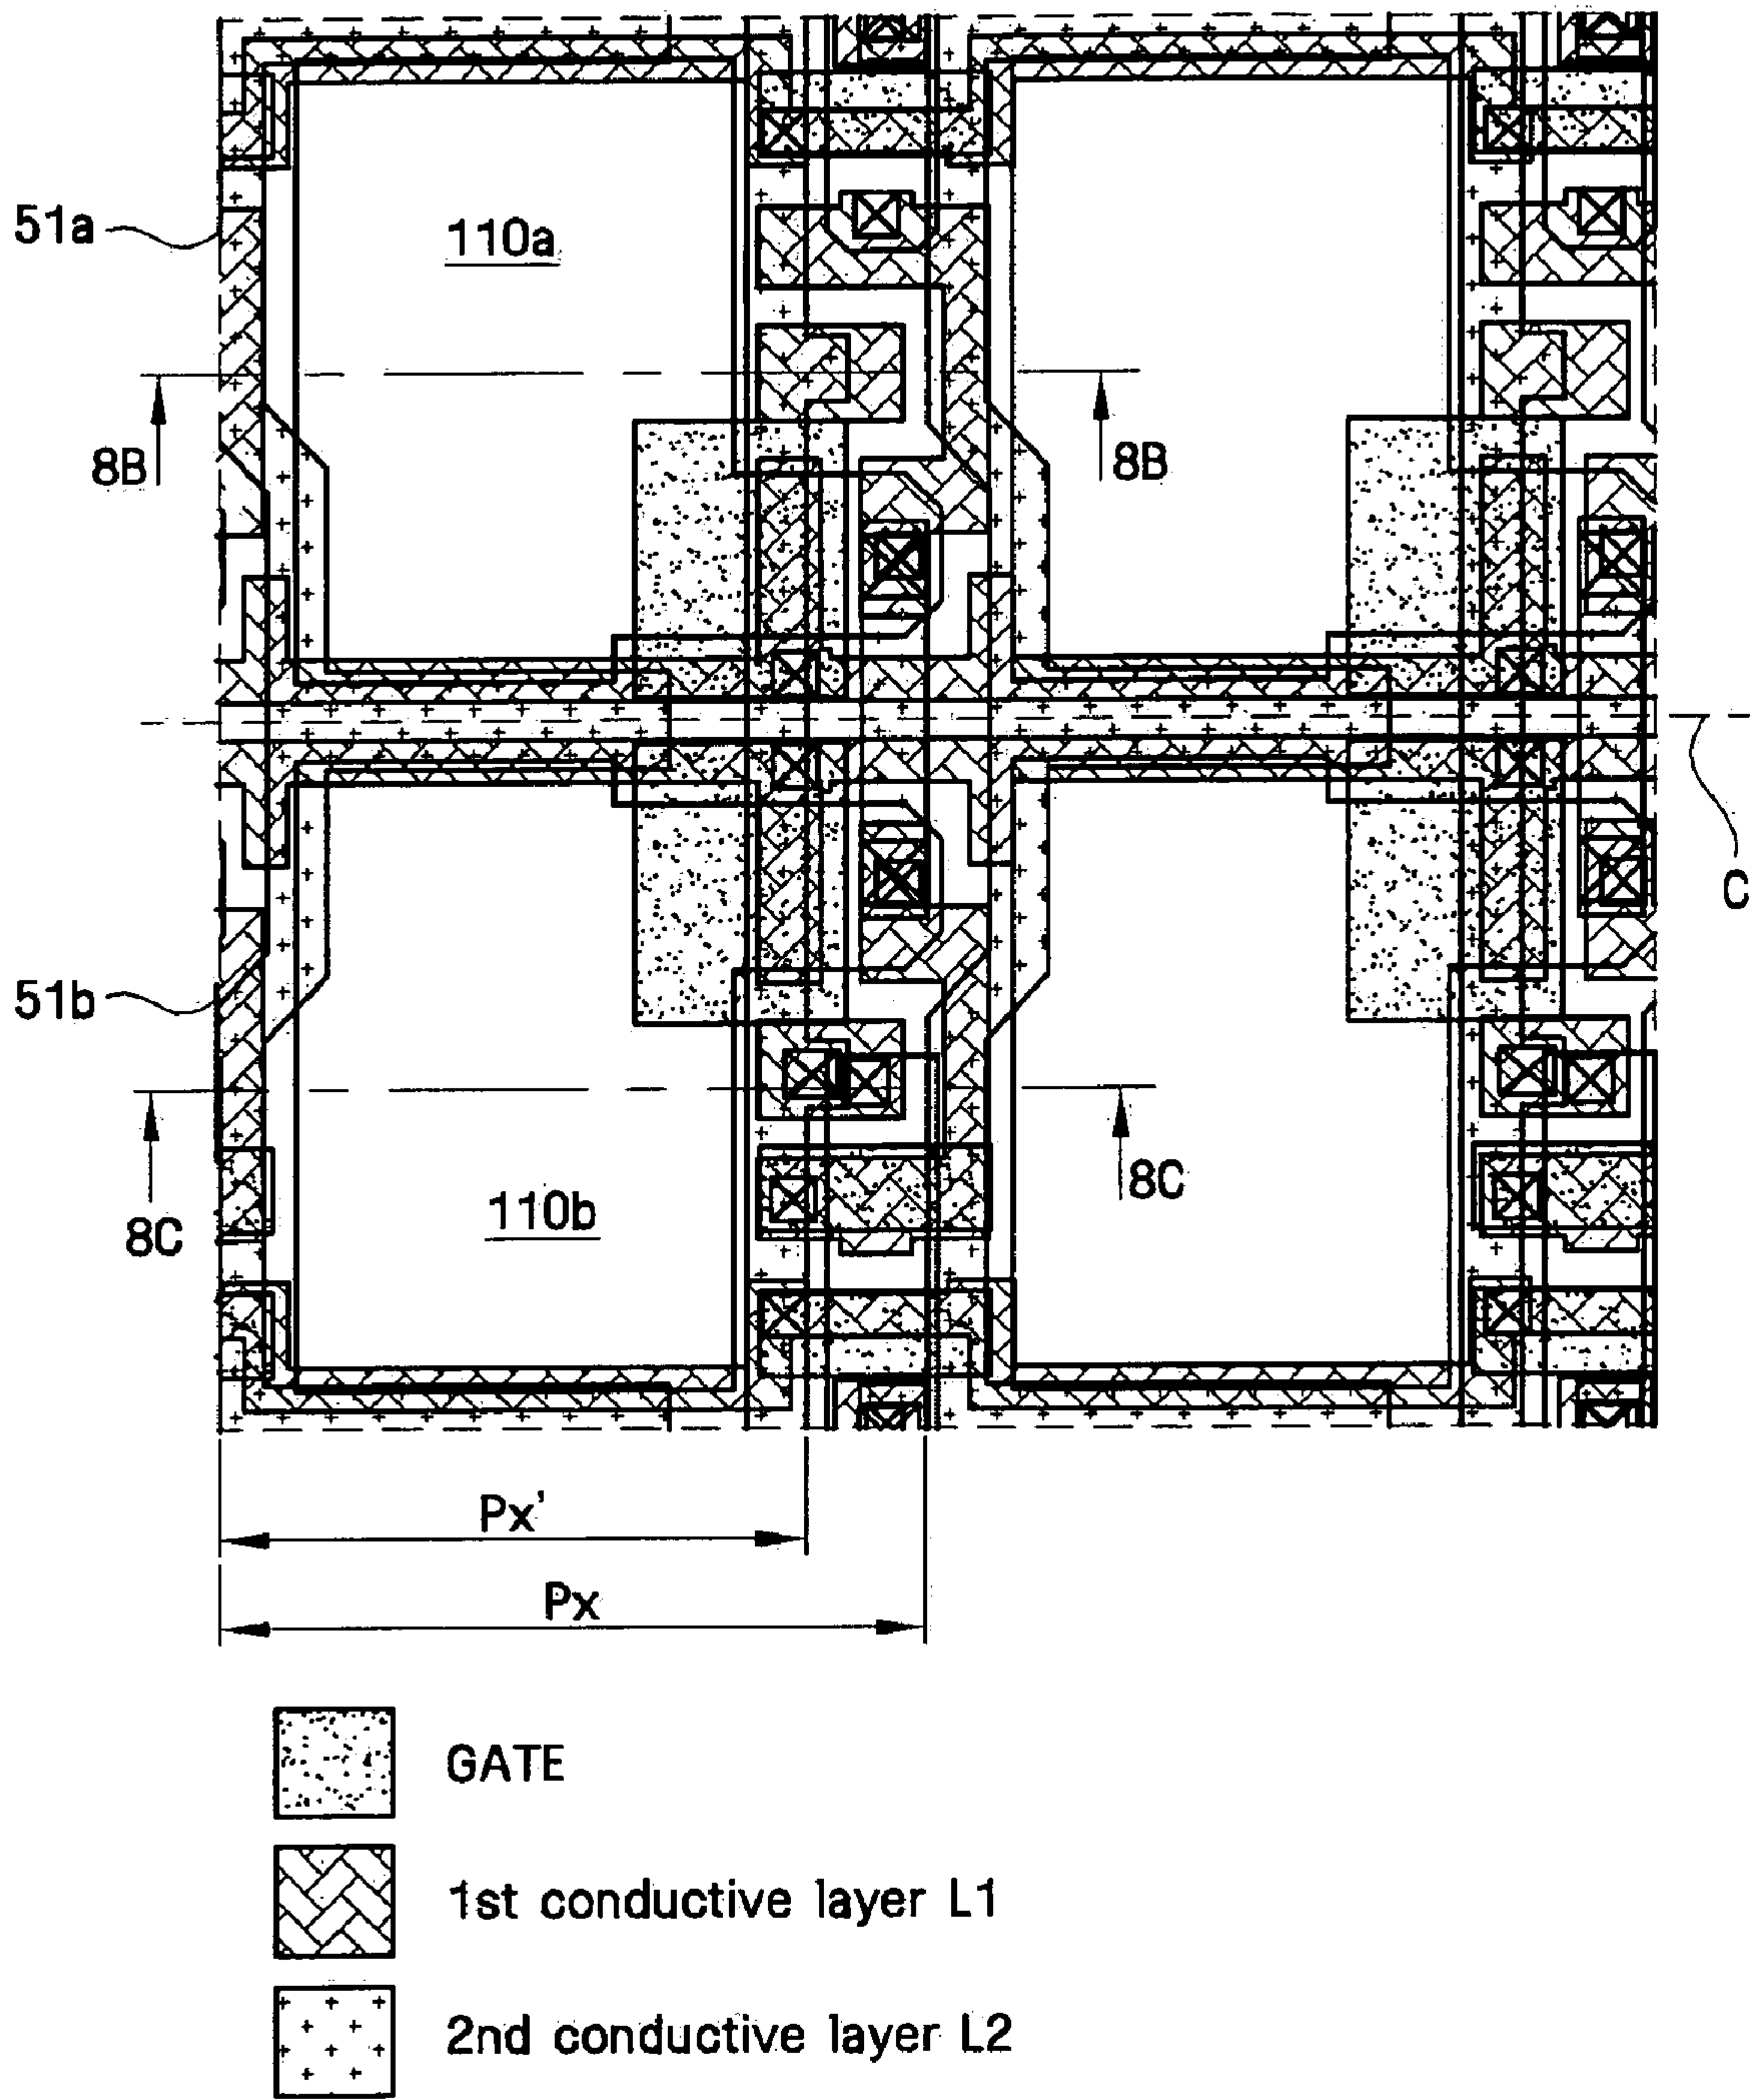 51a
110a
8B
8B
C
51b
8C
110b
8C
Px'
Px
GATE
1st conductive layer L1
2nd conductive layer L2